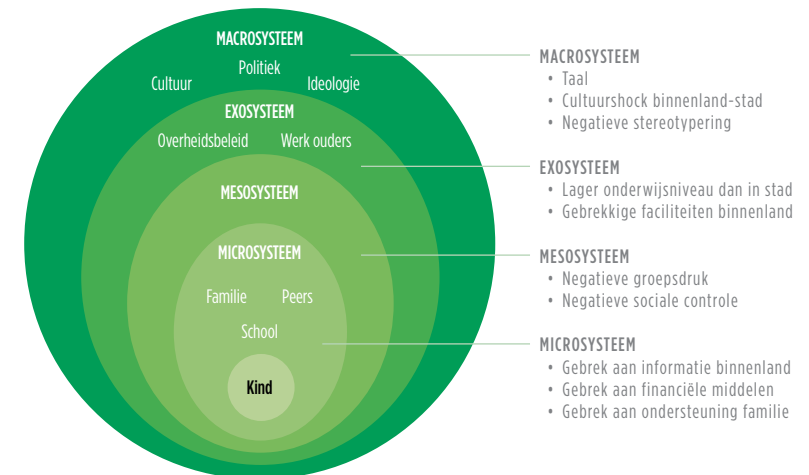 MACROSYSTEEM
Politiek
Cultuur Ideologie
EXOSYSTEEM
Overheidsbeleid Werk ouders
MESOSYSTEEM
MICROSYSTEEM
Familie Peers
School
Kind
MACROSYSTEEM
• Taal
• Cultuurshock binnenland-stad
• Negatieve stereotypering
EXOSYSTEEM
• Lager onderwijsniveau dan in stad
• Gebrekkige faciliteiten binnenland
MESOSYSTEEM
• Negatieve groepsdruk
• Negatieve sociale controle
MICROSYSTEEM
• Gebrek aan informatie binnenland
• Gebrek aan financiële middelen
• Gebrek aan ondersteuning familie